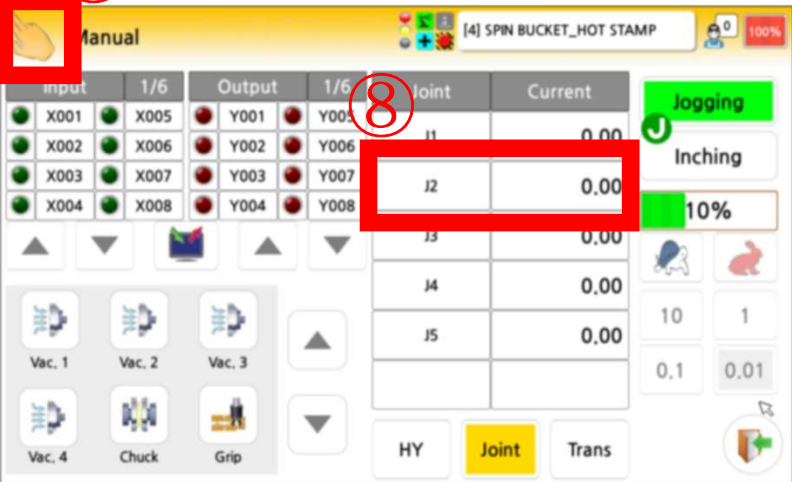 Manual
[4] SPIN BUCKET_HOT STAMP
0
100%
Input 1/6 Output 1/6 Joint Current
⑧
X001 X005 Y001 Y005 J1 0.00
X002 X006 Y002 Y006
X003 X007 Y003 Y007 J2 0.00
X004 X008 Y004 Y008
J3 0.00
J4 0.00
J5 0.00
Jogging
J
Inching
10%
10 1
0.1 0.01
Vac. 1 Vac. 2 Vac. 3
Vac. 4 Chuck Grip
HY Joint Trans